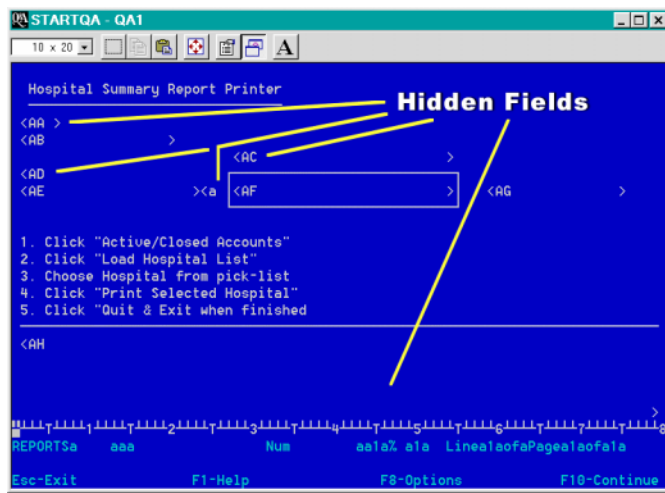 STARTQA - QA1
10 x 20
A
Hospital Summary Report Printer
Hidden Fields
<AA >
<AB >
<AC >
<AD
<AE ><a <AF > <AG >
1. Click "Active/Closed Accounts"
2. Click "Load Hospital List"
3. Choose Hospital from pick-list
4. Click "Print Selected Hospital"
5. Click "Quit & Exit when finished
<AH
>
1 2 3 4 5 6 7 8
REPORTSa aaa Num aa1a% a1a Linea1aofaPagea1aofa1a
Esc-Exit F1-Help F8-Options F10-Continue